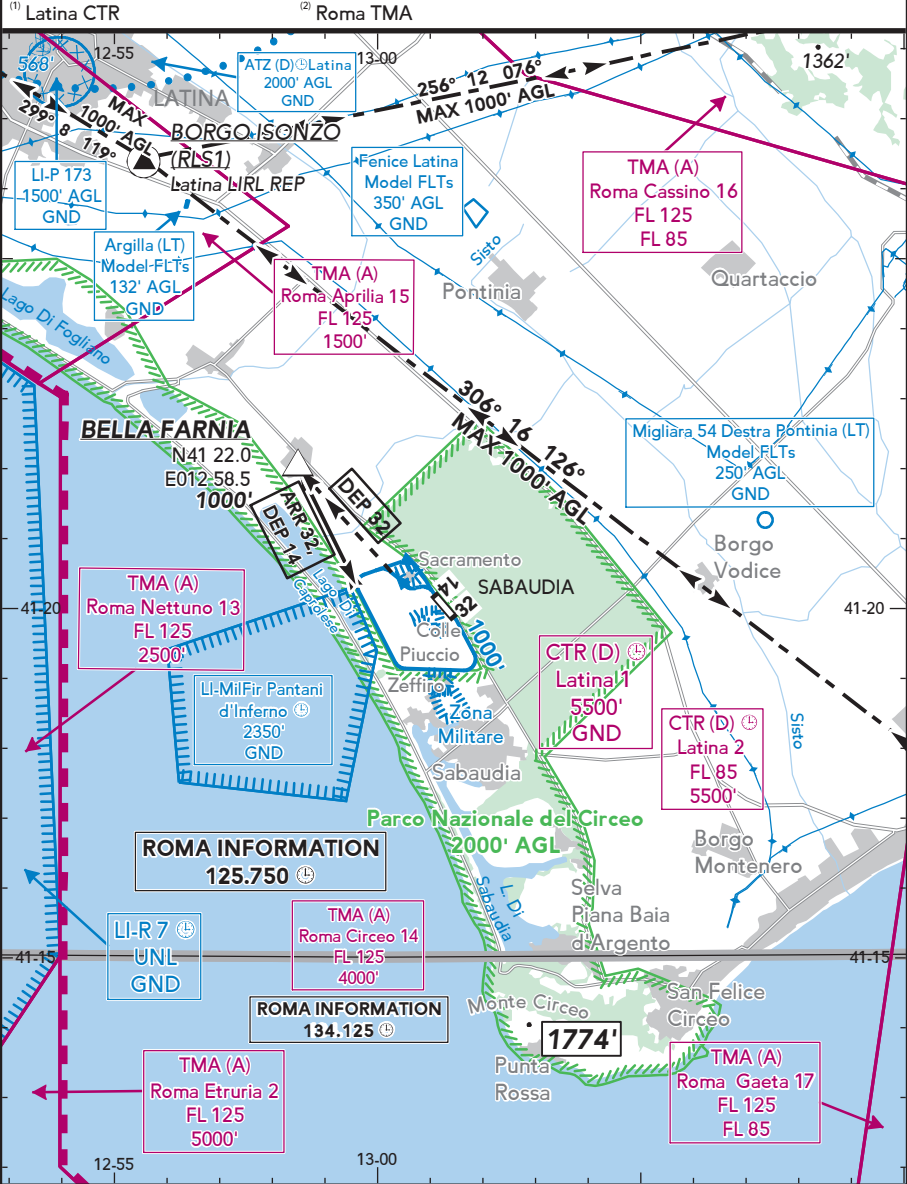 (1) Latina CTR
(2) Roma TMA
12-55
13-00
1362'
568'
ATZ (D) Latina
2000' AGL
GND
LATINA
256° 12 076°
MAX 1000' AGL
MAX
1000 AGL
299° 8 119°
BORGO ISONZO
(RLS1)
Latina LIRL REP
LI-P 173
1500' AGL
GND
Fenice Latina
Model FLTs
350' AGL
GND
TMA (A)
Roma Cassino 16
FL 125
FL 85
Argilla (LT)
Model FLTs
132' AGL
GND
Sisto
Pontinia
Quartaccio
TMA (A)
Roma Aprilia 15
FL 125
1500'
Lago Di Fogliano
306° 16 126°
MAX 1000' AGL
BELLA FARNIA
N41 22.0
E012 58.5
1000'
Migliara 54 Destra Pontinia (LT)
Model FLTs
250' AGL
GND
DEP 32
ARR 32,
DEP 14
Borgo
Vodice
Sacramento
SABAUDIA
14
32
1000'
Lago Di
Caprolese
Colle
Piuccio
Zeffiro
41-20
41-20
TMA (A)
Roma Nettuno 13
FL 125
2500'
LI-MilFir Pantani
d'Inferno
2350'
GND
CTR (D)
Latina 1
5500'
GND
CTR (D)
Latina 2
FL 85
5500'
Sisto
Zona
Militare
Sabaudia
Parco Nazionale del Circeo
2000' AGL
ROMA INFORMATION
125.750
Borgo
Montenero
L. Di
Sabaudia
Selva
Piana Baia
d'Argento
LI-R 7
UNL
GND
TMA (A)
Roma Circeo 14
FL 125
4000'
41-15
41-15
ROMA INFORMATION
134.125
Monte Circeo
San Felice
Circeo
1774'
Punta
Rossa
TMA (A)
Roma Etruria 2
FL 125
5000'
TMA (A)
Roma Gaeta 17
FL 125
FL 85
12-55
13-00